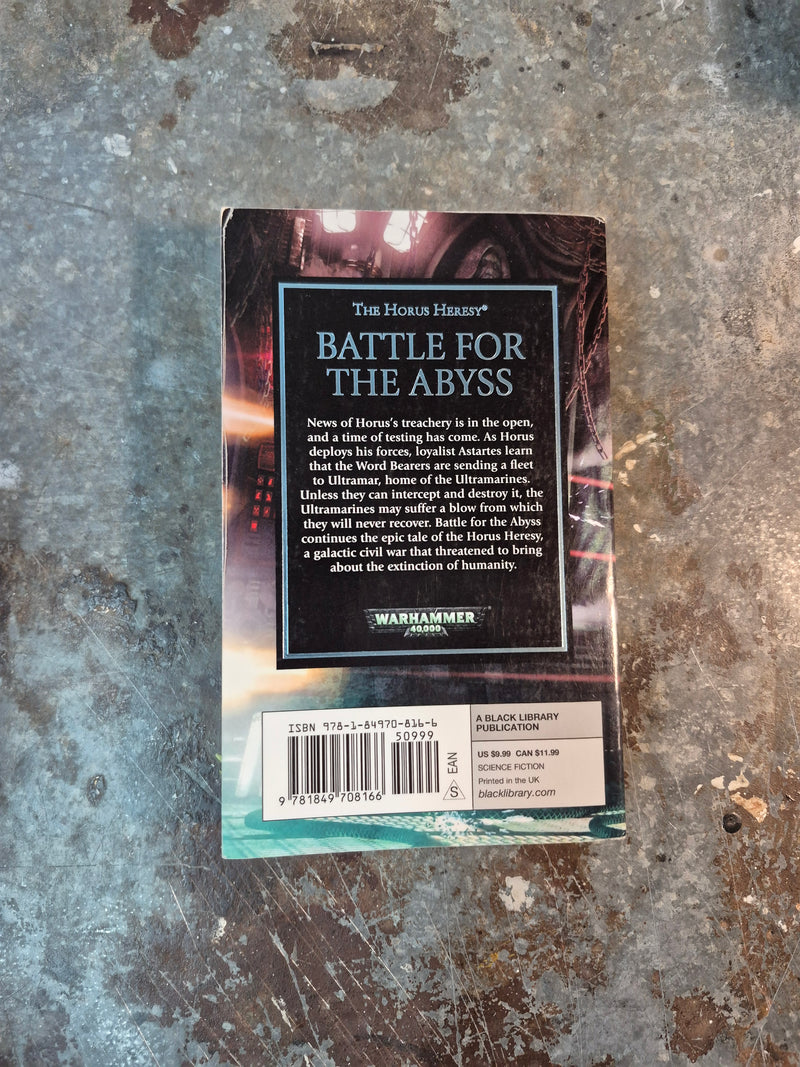 THE HORUS HERESY®
BATTLE FOR
THE ABYSS
News of Horus's treachery is in the open,
and a time of testing has come. As Horus
deploys his forces, loyalist Astartes learn
that the Word Bearers are sending a fleet
to Ultramar, home of the Ultramarines.
Unless they can intercept and destroy it, the
Ultramarines may suffer a blow from which
they will never recover. Battle for the Abyss
continues the epic tale of the Horus Heresy,
a galactic civil war that threatened to bring
about the extinction of humanity.
WARHAMMER
40,000
ISBN 978-1-84970-816-6
50999
EAN
S
9 781849 708166
A BLACK LIBRARY
PUBLICATION
US $9.99 CAN $11.99
SCIENCE FICTION
Printed in the UK
blacklibrary.com